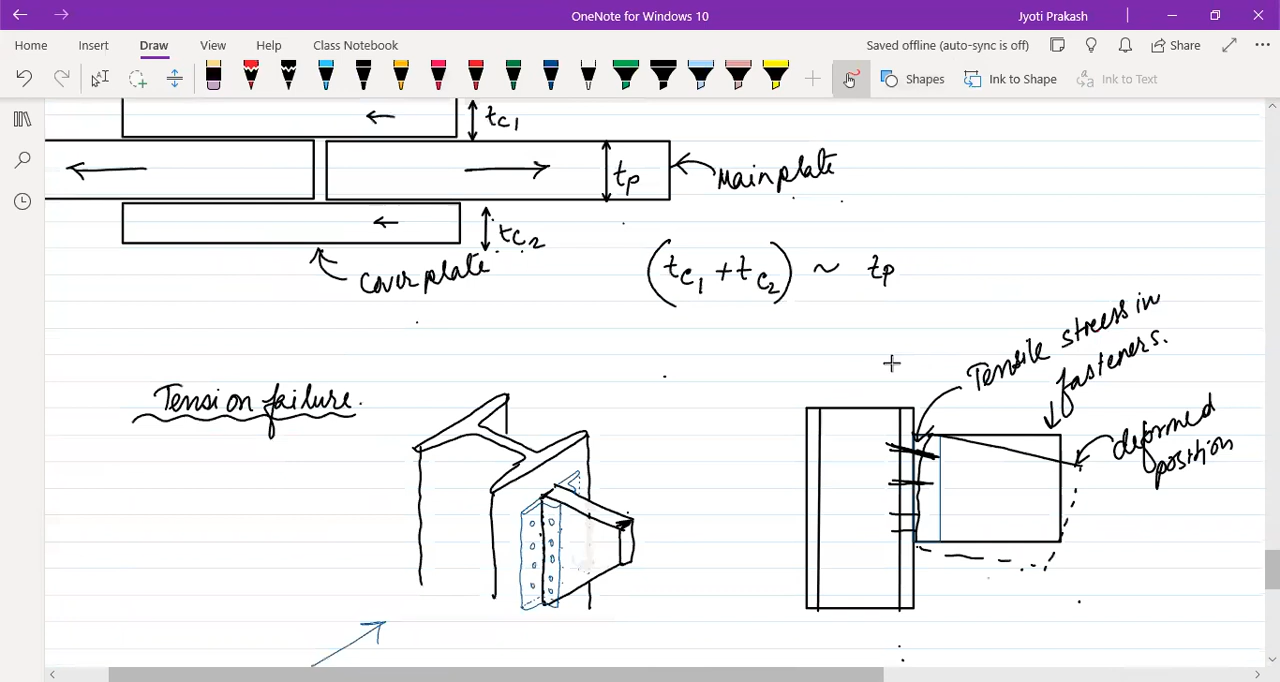 OneNote for Windows 10
Jyoti Prakash
Home Insert Draw View Help Class Notebook
Saved offline (auto-sync is off)
Share
Shapes
Ink to Shape
Ink to Text
tc1
tp
Main plate
tc2
Cover plate
(tc1 + tc2) ~ tp
Tension failure.
Tensile stress in
fasteners.
deformed
position